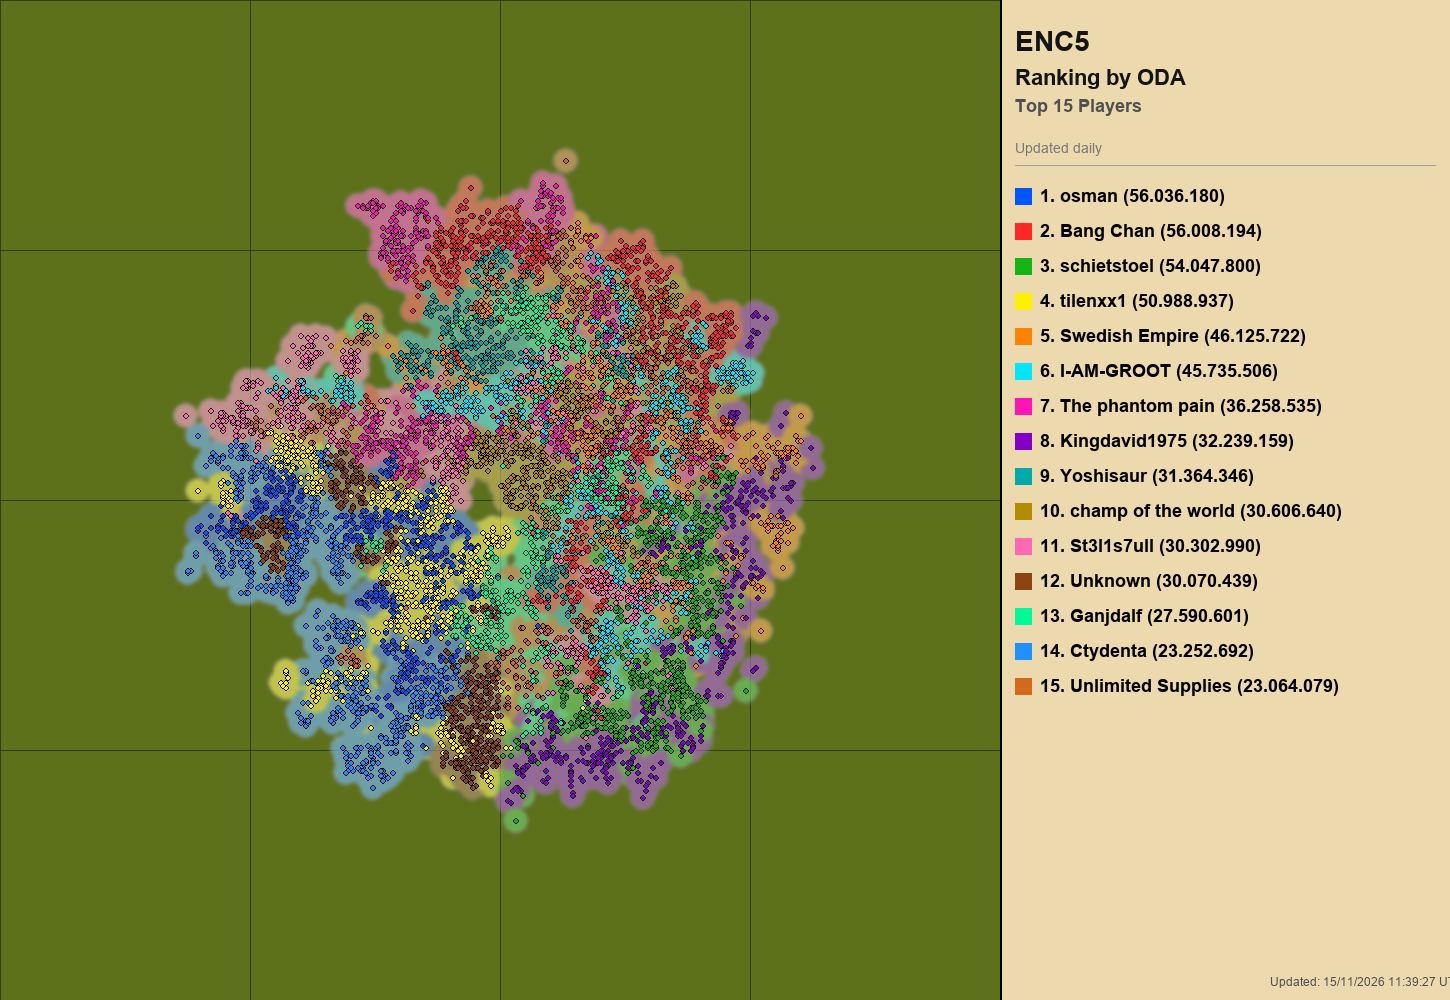 ENC5
Ranking by ODA
Top 15 Players
Updated daily
1. osman (56.036.180)
2. Bang Chan (56.008.194)
3. schietstoel (54.047.800)
4. tilenxx1 (50.988.937)
5. Swedish Empire (46.125.722)
6. I-AM-GROOT (45.735.506)
7. The phantom pain (36.258.535)
8. Kingdavid1975 (32.239.159)
9. Yoshisaur (31.364.346)
10. champ of the world (30.606.640)
11. St3l1s7ull (30.302.990)
12. Unknown (30.070.439)
13. Ganjdalf (27.590.601)
14. Ctydenta (23.252.692)
15. Unlimited Supplies (23.064.079)
Updated: 15/11/2026 11:39:27